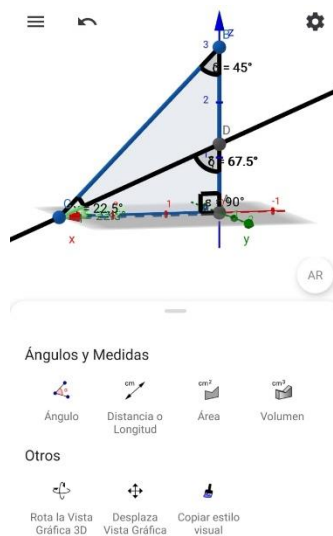 z
B
3
δ = 45°
2
D
δ = 67.5°
C
22.5°
90°
1
-1
x
y
AR
Ángulos y Medidas
cm
cm²
cm³
Ángulo
Distancia o Longitud
Área
Volumen
Otros
Rota la Vista Gráfica 3D
Desplaza Vista Gráfica
Copiar estilo visual